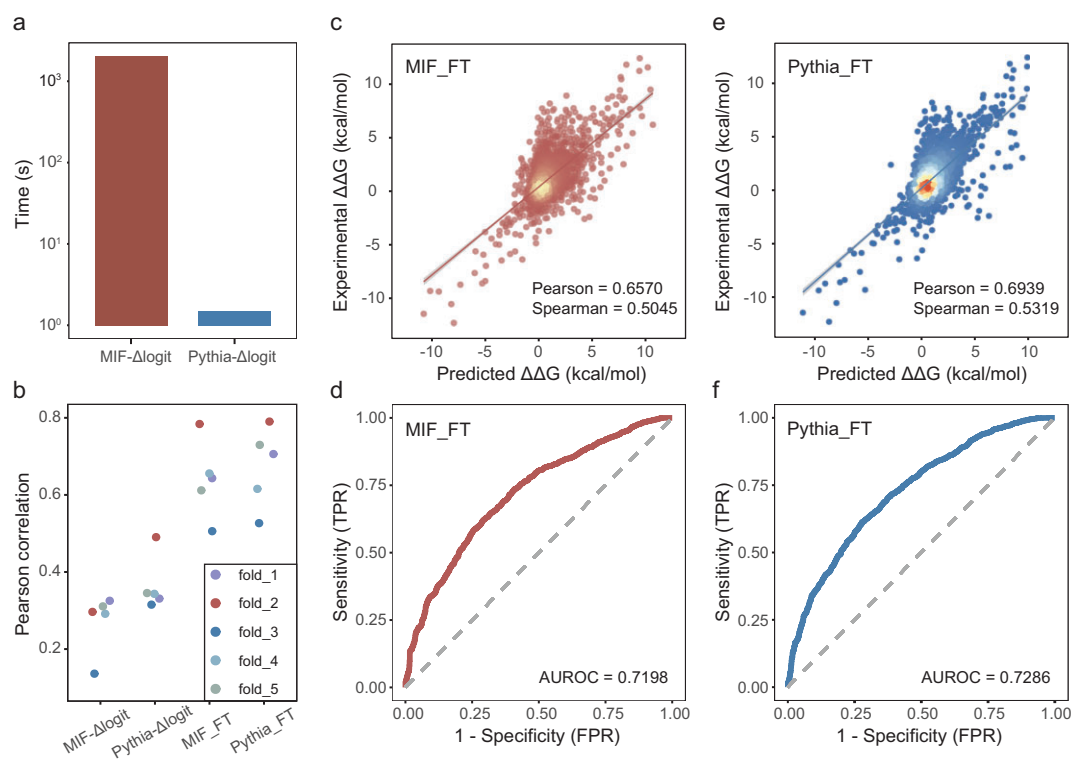 a
Time (s)
10³
10²
10¹
10⁰
MIF-Δlogit
Pythia-Δlogit
b
Pearson correlation
0.8
0.6
0.4
0.2
fold_1
fold_2
fold_3
fold_4
fold_5
MIF-Δlogit
Pythia-Δlogit
MIF_FT
Pythia_FT
c
MIF_FT
Experimental ΔΔG (kcal/mol)
10
5
0
-5
-10
Pearson = 0.6570
Spearman = 0.5045
-10 -5 0 5 10
Predicted ΔΔG (kcal/mol)
d
MIF_FT
Sensitivity (TPR)
1.00
0.75
0.50
0.25
0.00
AUROC = 0.7198
0.00 0.25 0.50 0.75 1.00
1 - Specificity (FPR)
e
Pythia_FT
Experimental ΔΔG (kcal/mol)
10
5
0
-5
-10
Pearson = 0.6939
Spearman = 0.5319
-10 -5 0 5 10
Predicted ΔΔG (kcal/mol)
f
Pythia_FT
Sensitivity (TPR)
1.00
0.75
0.50
0.25
0.00
AUROC = 0.7286
0.00 0.25 0.50 0.75 1.00
1 - Specificity (FPR)